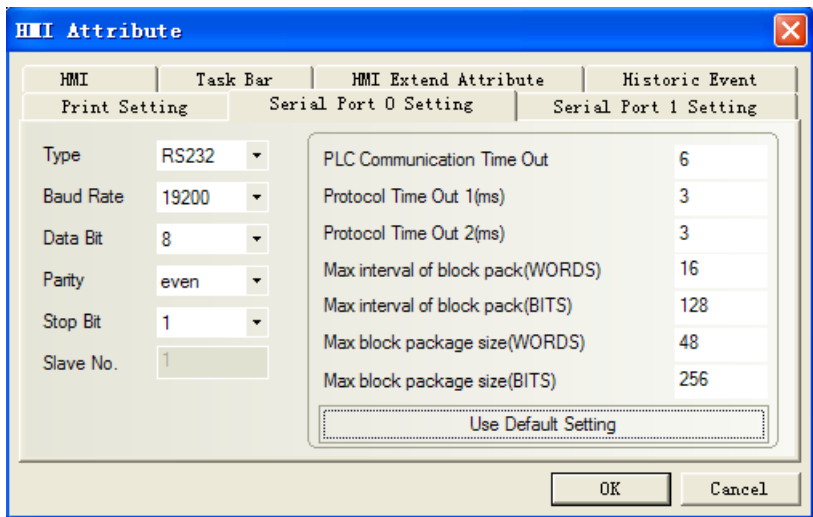 HMI Attribute
HMI Task Bar HMI Extend Attribute Historic Event
Print Setting Serial Port 0 Setting Serial Port 1 Setting
Type RS232
Baud Rate 19200
Data Bit 8
Parity even
Stop Bit 1
Slave No. 1
PLC Communication Time Out 6
Protocol Time Out 1(ms) 3
Protocol Time Out 2(ms) 3
Max interval of block pack(WORDS) 16
Max interval of block pack(BITS) 128
Max block package size(WORDS) 48
Max block package size(BITS) 256
Use Default Setting
OK Cancel